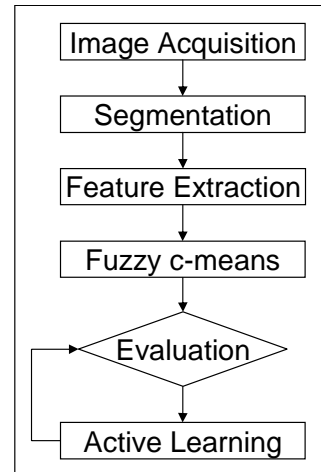 Image Acquisition
Segmentation
Feature Extraction
Fuzzy c-means
Evaluation
Active Learning